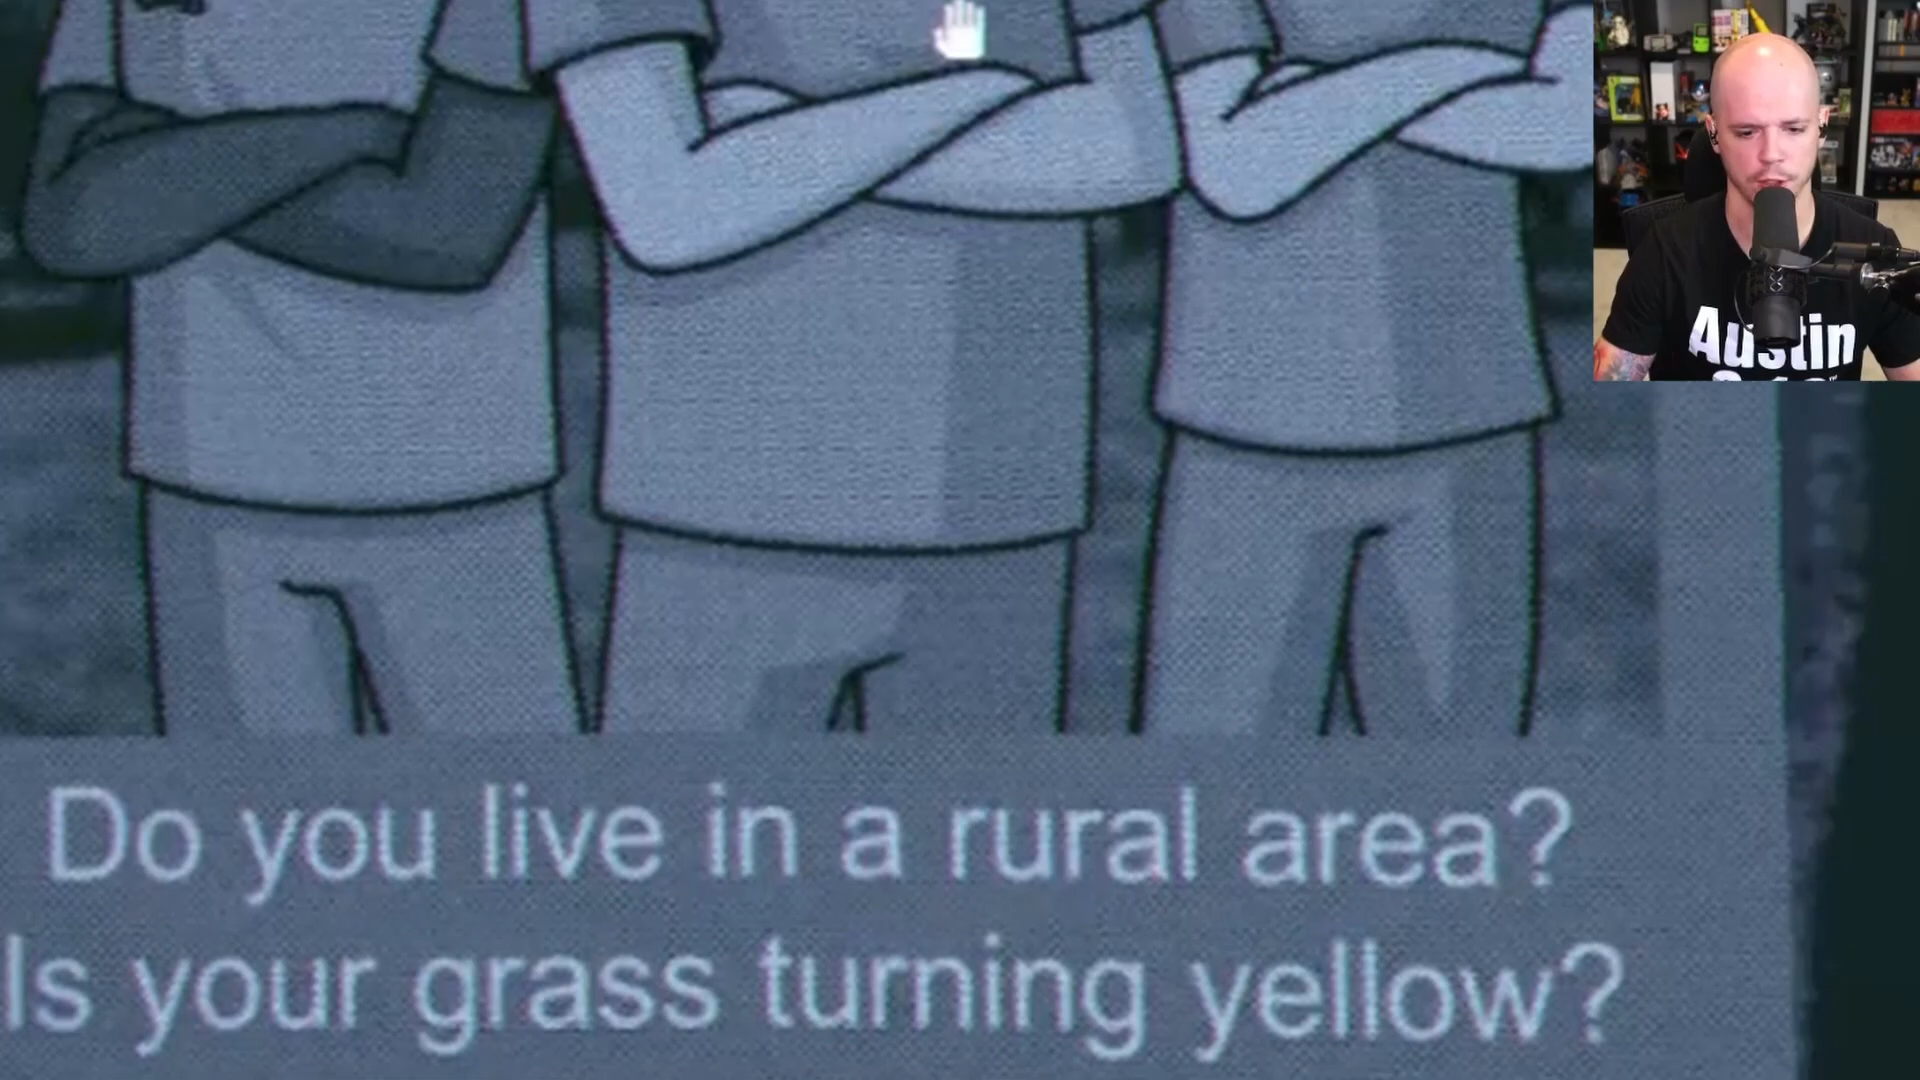 Austin
Do you live in a rural area?
Is your grass turning yellow?